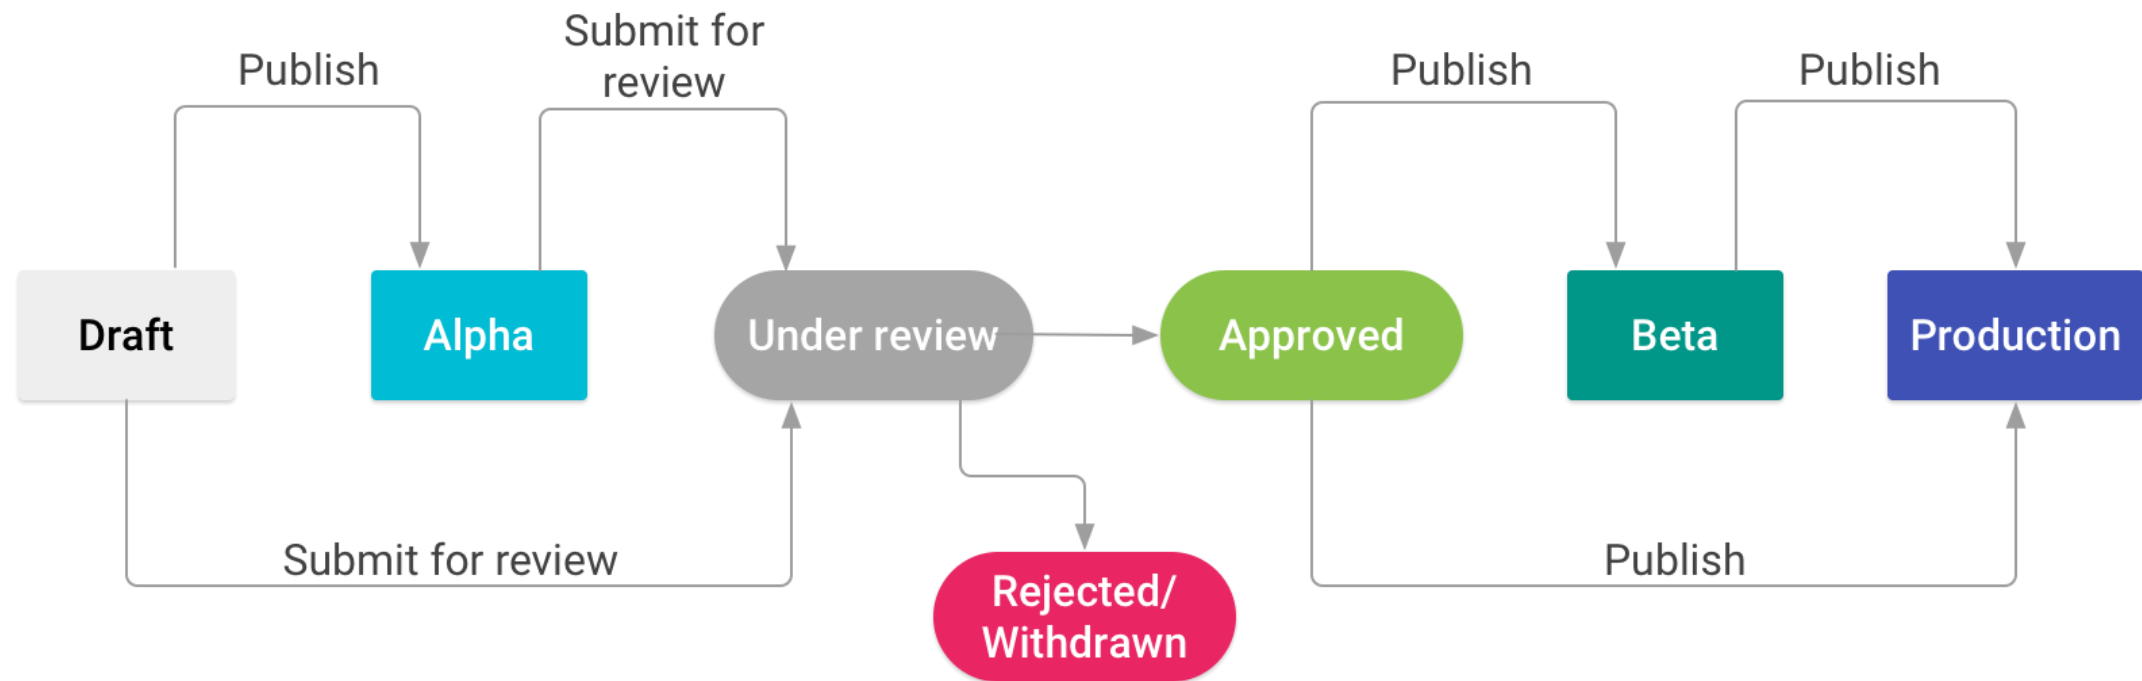 Publish
Submit for
review
Publish
Publish
Draft
Alpha
Under review
Approved
Beta
Production
Submit for review
Publish
Rejected/
Withdrawn